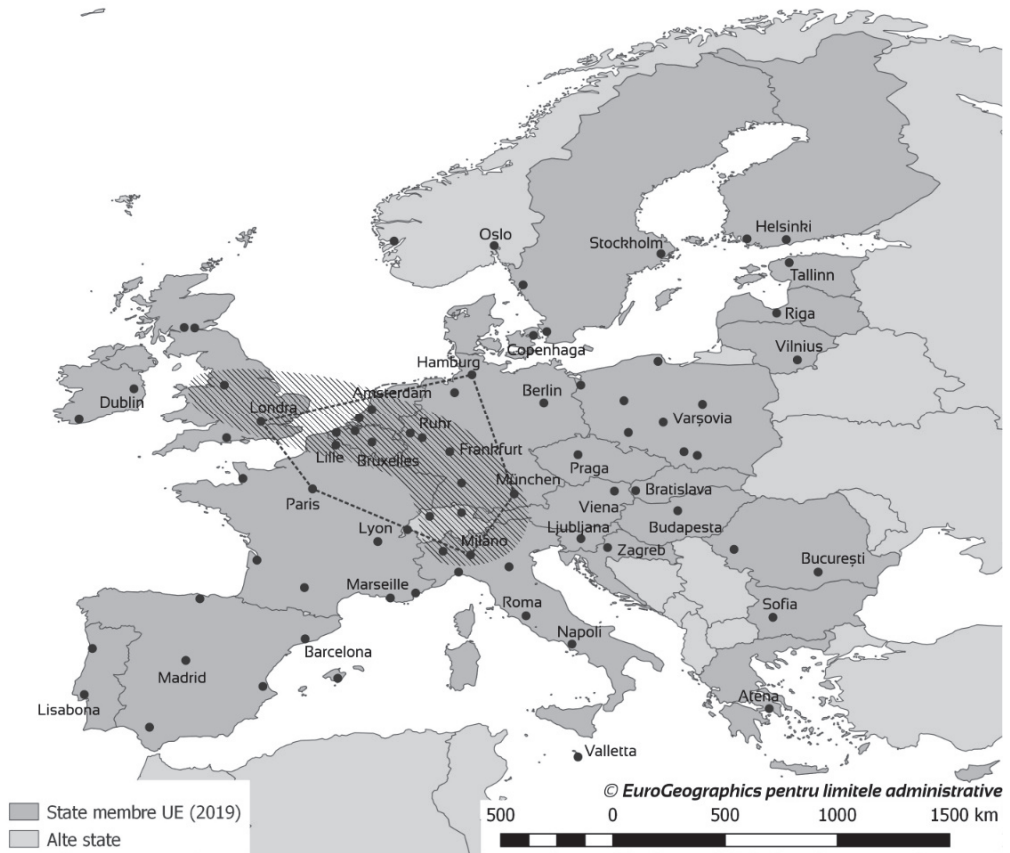 Oslo
Helsinki
Stockholm
Tallinn
Riga
Vilnius
Copenhaga
Hamburg
Dublin
Berlin
Amsterdam
Londra
Varșovia
Ruhr
Lille
Bruxelles
Frankfurt
Praga
München
Paris
Bratislava
Viena
Lyon
Ljubljana
Budapesta
Milano
Zagreb
București
Marseille
Roma
Sofia
Napoli
Barcelona
Madrid
Lisabona
Atena
Valletta
© EuroGeographics pentru limitele administrative
State membre UE (2019)
Alte state
500 0 500 1000 1500 km